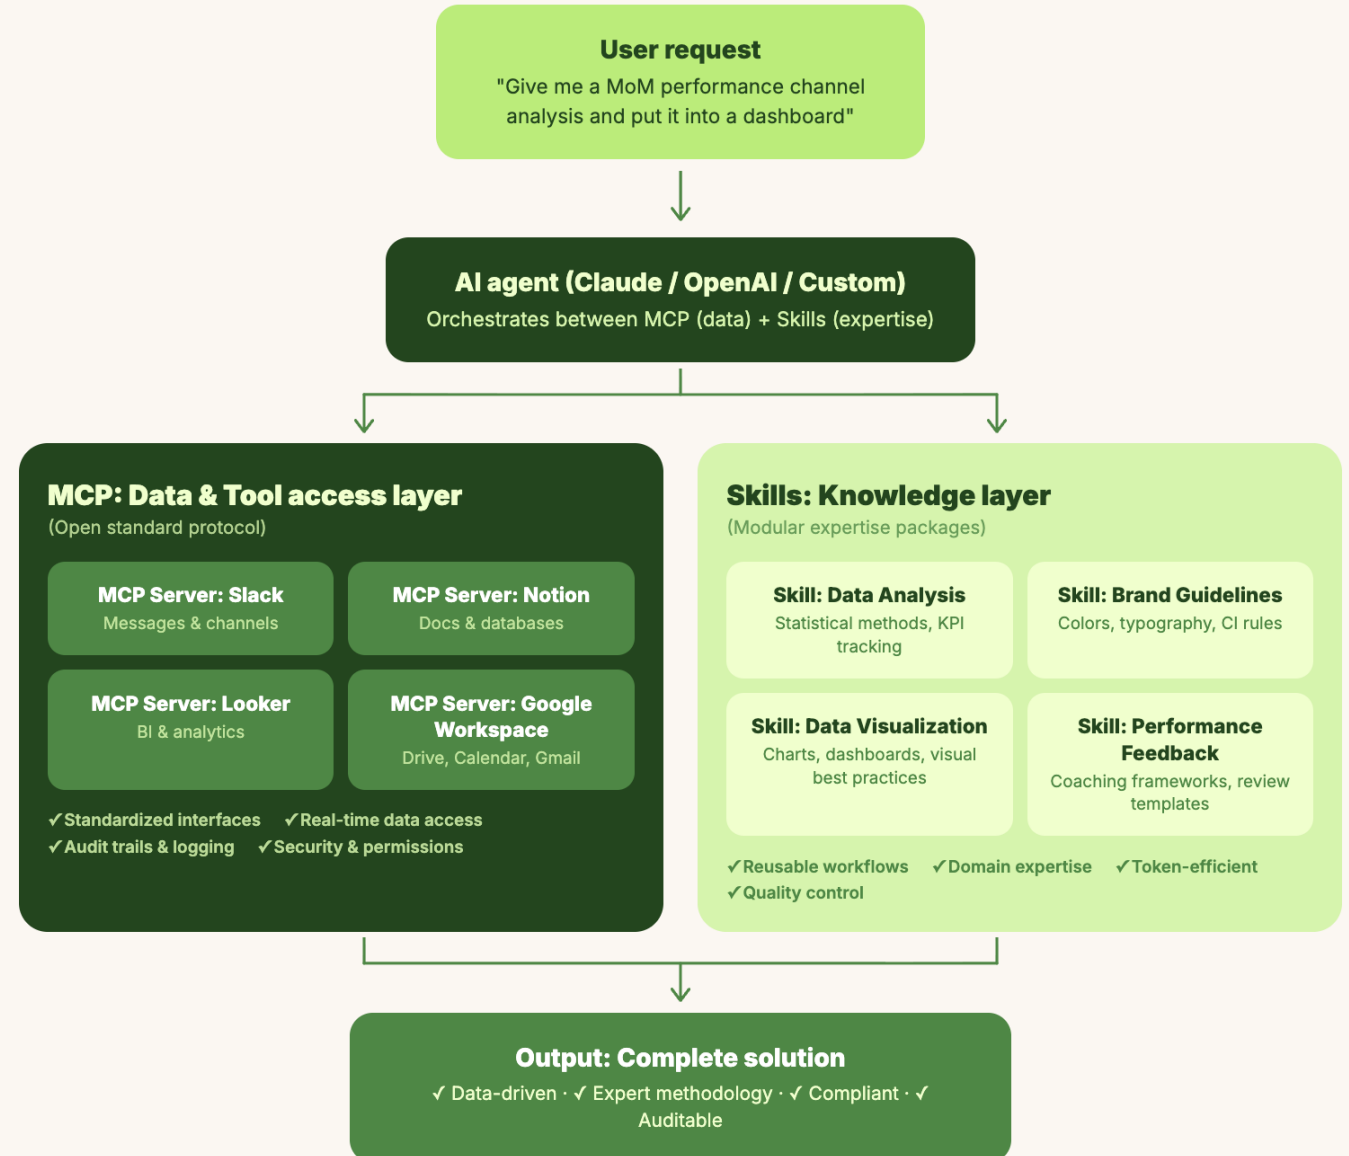 User request
"Give me a MoM performance channel
analysis and put it into a dashboard"
AI agent (Claude / OpenAI / Custom)
Orchestrates between MCP (data) + Skills (expertise)
MCP: Data & Tool access layer
(Open standard protocol)
MCP Server: Slack
Messages & channels
MCP Server: Notion
Docs & databases
MCP Server: Looker
BI & analytics
MCP Server: Google
Workspace
Drive, Calendar, Gmail
✓Standardized interfaces ✓Real-time data access
✓Audit trails & logging ✓Security & permissions
Skills: Knowledge layer
(Modular expertise packages)
Skill: Data Analysis
Statistical methods, KPI
tracking
Skill: Brand Guidelines
Colors, typography, CI rules
Skill: Data Visualization
Charts, dashboards, visual
best practices
Skill: Performance
Feedback
Coaching frameworks, review
templates
✓Reusable workflows ✓Domain expertise ✓Token-efficient
✓Quality control
Output: Complete solution
✓ Data-driven · ✓ Expert methodology · ✓ Compliant · ✓
Auditable